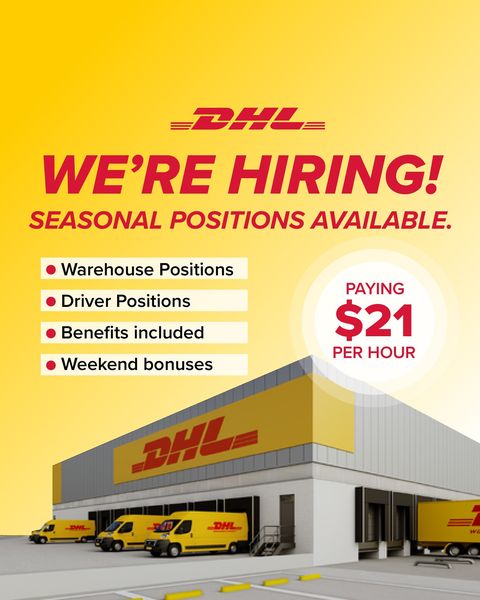 DHL
WE'RE HIRING!
SEASONAL POSITIONS AVAILABLE.
Warehouse Positions
Driver Positions
Benefits included
Weekend bonuses
PAYING
$21
PER HOUR
DHL
DHL
DHL
DHL